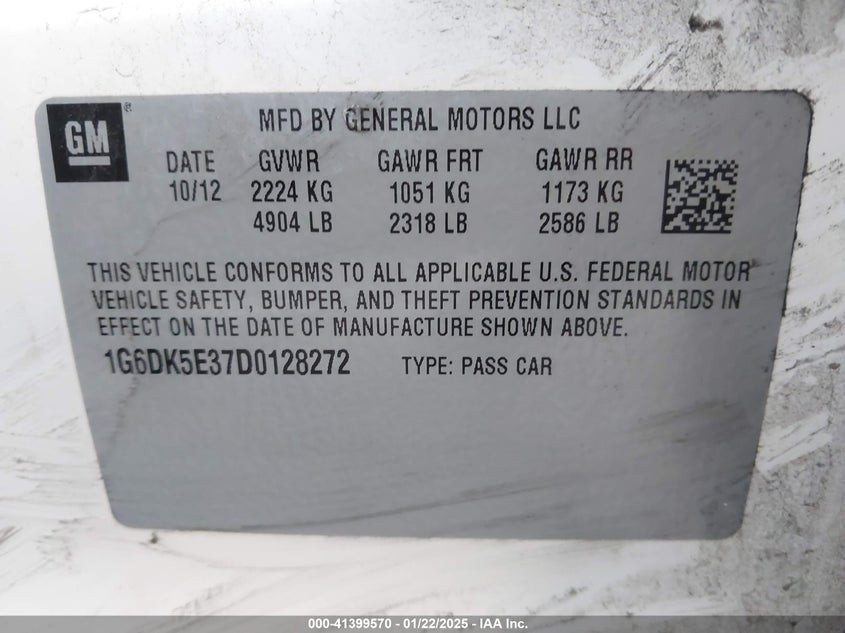 GM®
MFD BY GENERAL MOTORS LLC
DATE GVWR GAWR FRT GAWR RR
10/12 2224 KG 1051 KG 1173 KG
4904 LB 2318 LB 2586 LB
THIS VEHICLE CONFORMS TO ALL APPLICABLE U.S. FEDERAL MOTOR
VEHICLE SAFETY, BUMPER, AND THEFT PREVENTION STANDARDS IN
EFFECT ON THE DATE OF MANUFACTURE SHOWN ABOVE.
1G6DK5E37D0128272 TYPE: PASS CAR
000-41399570 - 01/22/2025 - IAA Inc.